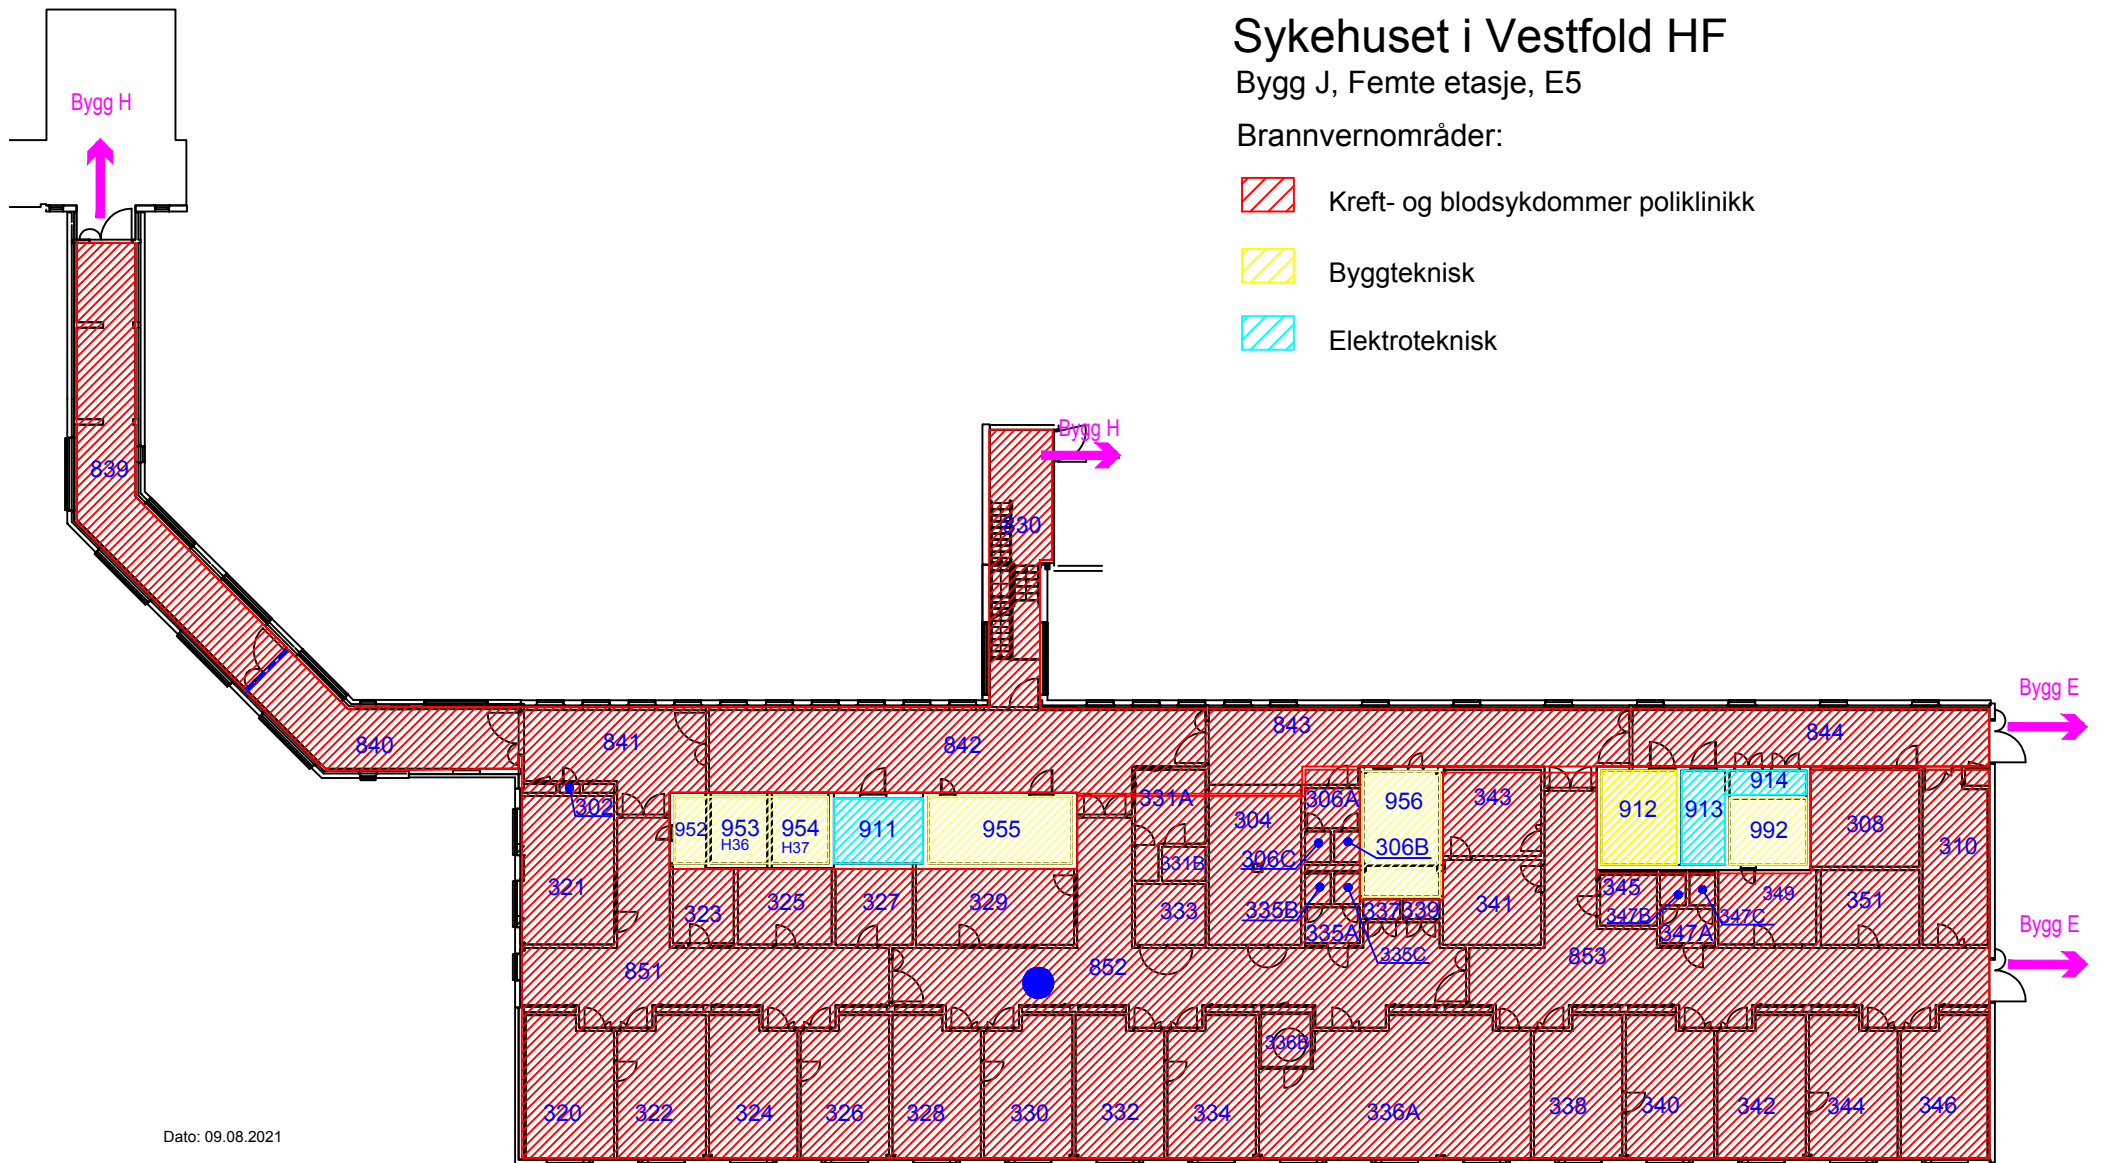 Sykehuset i Vestfold HF
Bygg J, Femte etasje, E5
Brannvernområder:
Kreft- og blodsykdommer poliklinikk
Byggteknisk
Elektroteknisk
Bygg H
Bygg H
839
830
Bygg E
840
841
842
843
844
302
331A
306A
956
343
914
952
953
H36
954
H37
911
955
304
912
913
992
308
310
306C
306B
331B
321
323
325
327
329
333
335B
337
339
341
345
347B
347C
349
351
335A
335C
347A
Bygg E
851
852
853
336B
320
322
324
326
328
330
332
334
336A
338
340
342
344
346
Dato: 09.08.2021